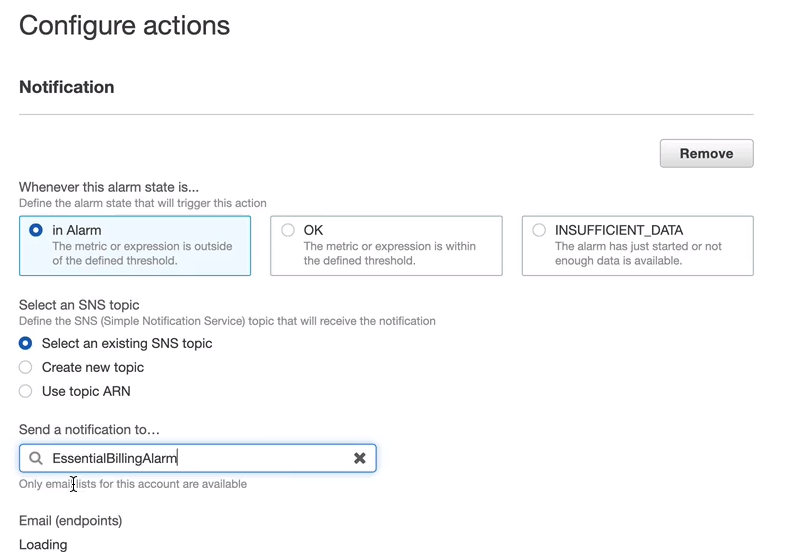 Configure actions
Notification
Remove
Whenever this alarm state is...
Define the alarm state that will trigger this action
in Alarm
The metric or expression is outside
of the defined threshold.
OK
The metric or expression is within
the defined threshold.
INSUFFICIENT_DATA
The alarm has just started or not
enough data is available.
Select an SNS topic
Define the SNS (Simple Notification Service) topic that will receive the notification
Select an existing SNS topic
Create new topic
Use topic ARN
Send a notification to…
EssentialBillingAlarm
Only email lists for this account are available
Email (endpoints)
Loading